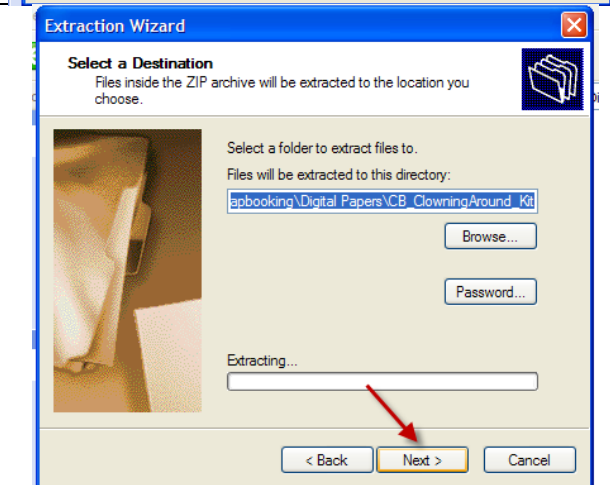 Extraction Wizard
Select a Destination
Files inside the ZIP archive will be extracted to the location you
choose.
Select a folder to extract files to.
Files will be extracted to this directory:
apbooking\Digital Papers\CB_ClowningAround_Kit
Browse...
Password...
Extracting...
< Back
Next >
Cancel